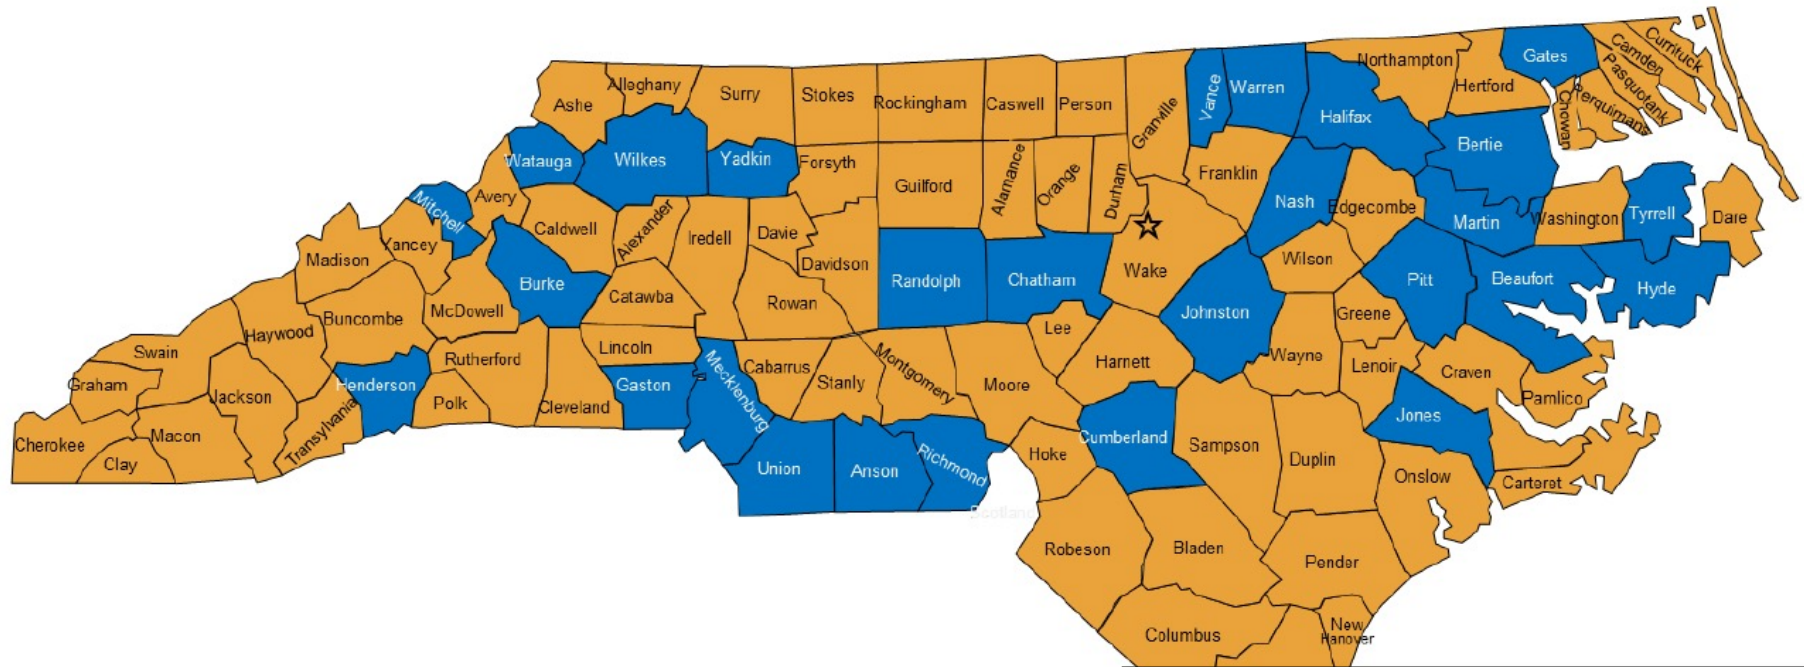 Ashe
Alleghany
Surry
Stokes
Rockingham
Caswell
Person
Granville
Vance
Warren
Halifax
Northampton
Hertford
Gates
Camden
Currituck
Pasquotank
Perquimans
Chowan
Bertie
Watauga
Wilkes
Yadkin
Forsyth
Guilford
Alamance
Orange
Durham
Franklin
Nash
Edgecombe
Martin
Washington
Tyrrell
Dare
Mitchell
Avery
Caldwell
Alexander
Iredell
Davie
Davidson
Randolph
Chatham
Wake
Johnston
Wilson
Pitt
Beaufort
Hyde
Madison
Yancey
Burke
Catawba
Rowan
McDowell
Buncombe
Haywood
Swain
Graham
Jackson
Henderson
Rutherford
Polk
Cleveland
Lincoln
Gaston
Mecklenburg
Cabarrus
Stanly
Montgomery
Moore
Lee
Harnett
Wayne
Greene
Lenoir
Craven
Pamlico
Jones
Cherokee
Clay
Macon
Transylvania
Union
Anson
Richmond
Scotland
Hoke
Cumberland
Sampson
Duplin
Onslow
Carteret
Robeson
Bladen
Pender
Columbus
New
Hanover